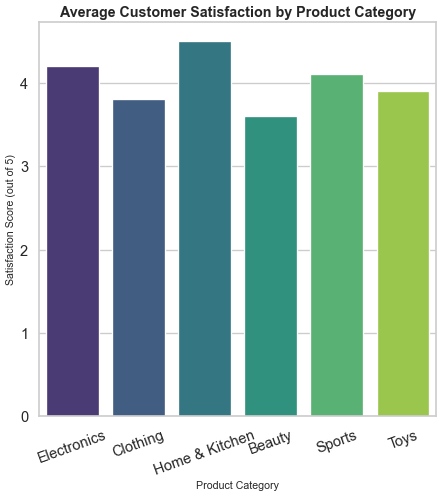 Average Customer Satisfaction by Product Category
Satisfaction Score (out of 5)
4
3
2
1
0
Electronics
Clothing
Home & Kitchen
Beauty
Sports
Toys
Product Category